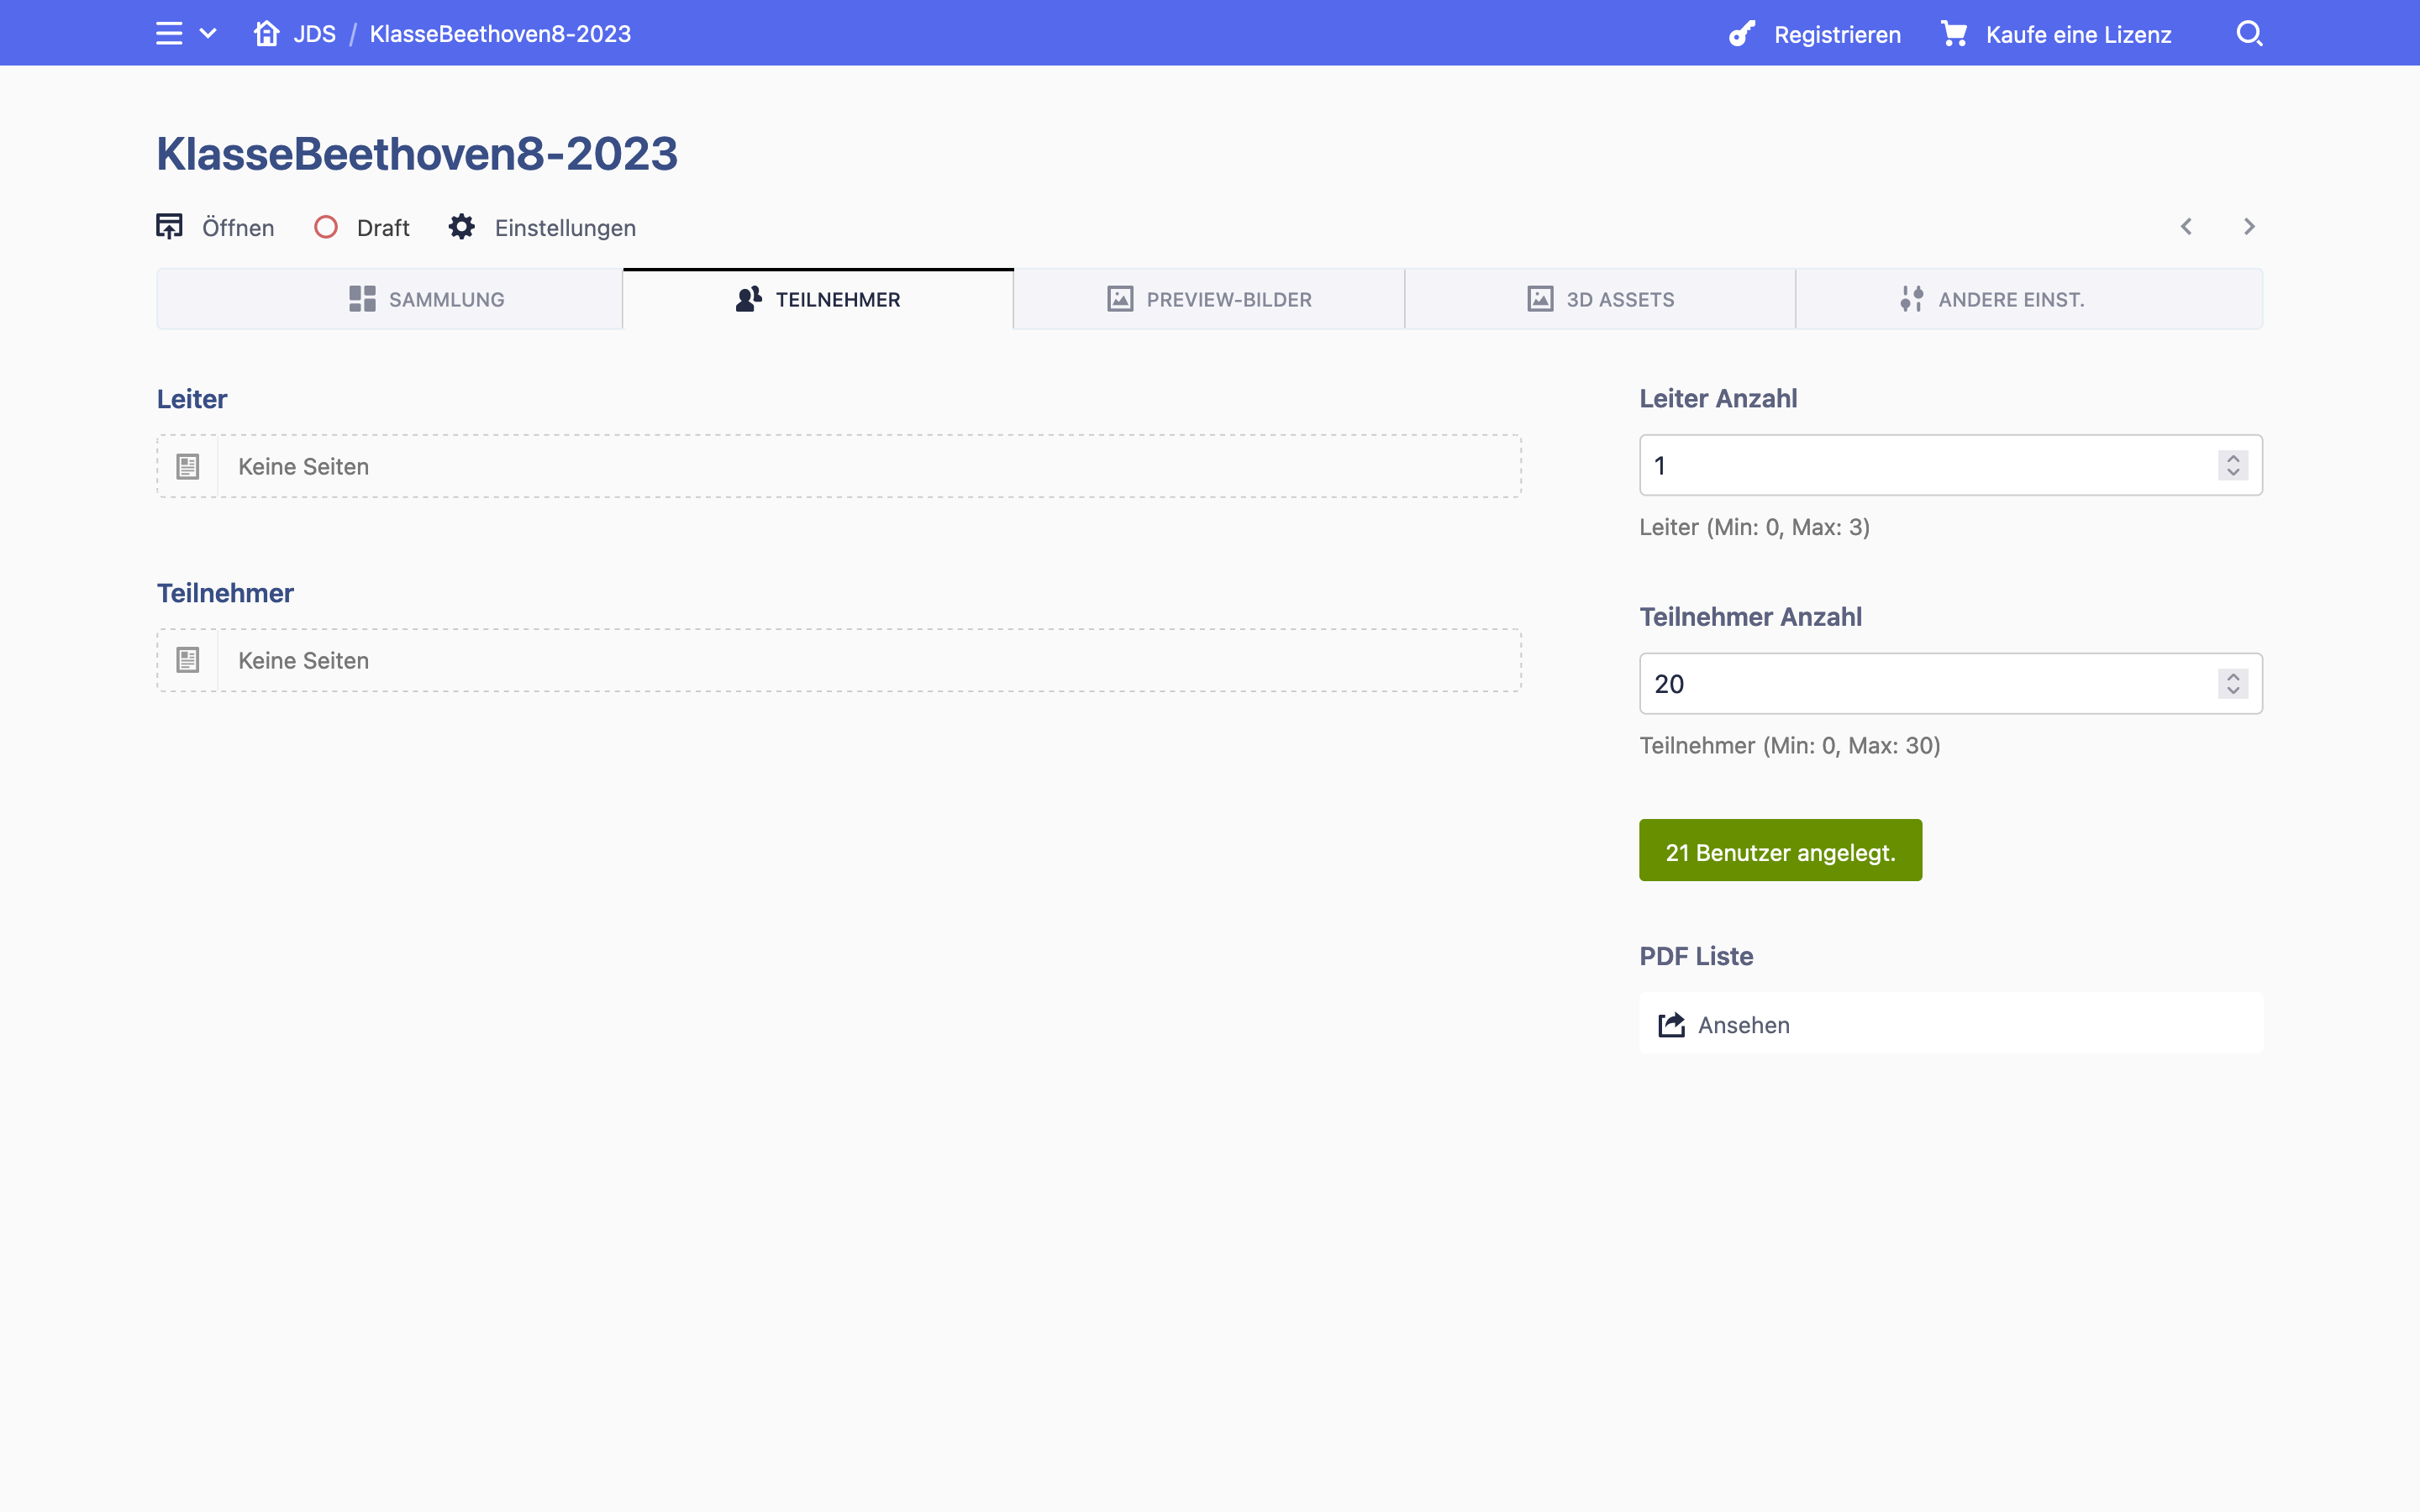 JDS / KlasseBeethoven8-2023
Registrieren
Kaufe eine Lizenz
KlasseBeethoven8-2023
Öffnen
Draft
Einstellungen
SAMMLUNG
TEILNEHMER
PREVIEW-BILDER
3D ASSETS
ANDERE EINST.
Leiter
Keine Seiten
Teilnehmer
Keine Seiten
Leiter Anzahl
1
Leiter (Min: 0, Max: 3)
Teilnehmer Anzahl
20
Teilnehmer (Min: 0, Max: 30)
21 Benutzer angelegt.
PDF Liste
Ansehen